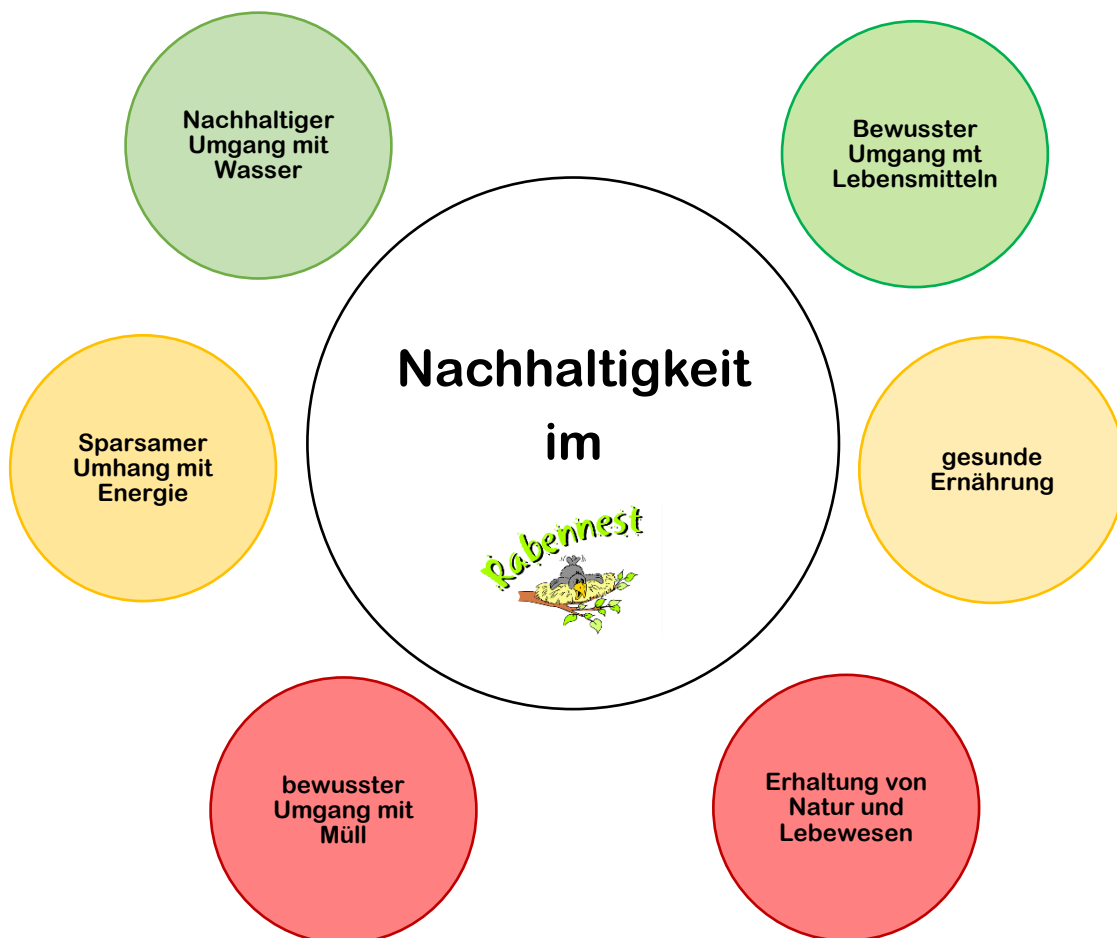 Nachhaltiger
Umgang mit
Wasser
Bewusster
Umgang mt
Lebensmitteln
Nachhaltigkeit
im
Rabennest
Sparsamer
Umhang mit
Energie
gesunde
Ernährung
bewusster
Umgang mit
Müll
Erhaltung von
Natur und
Lebewesen